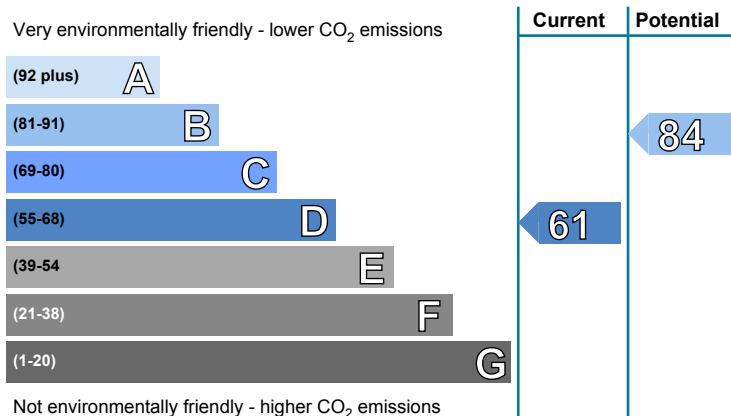 Very environmentally friendly - lower CO₂ emissions
Current
Potential
(92 plus) A
(81-91) B
84
(69-80) C
(55-68) D
61
(39-54 E
(21-38) F
(1-20) G
Not environmentally friendly - higher CO₂ emissions